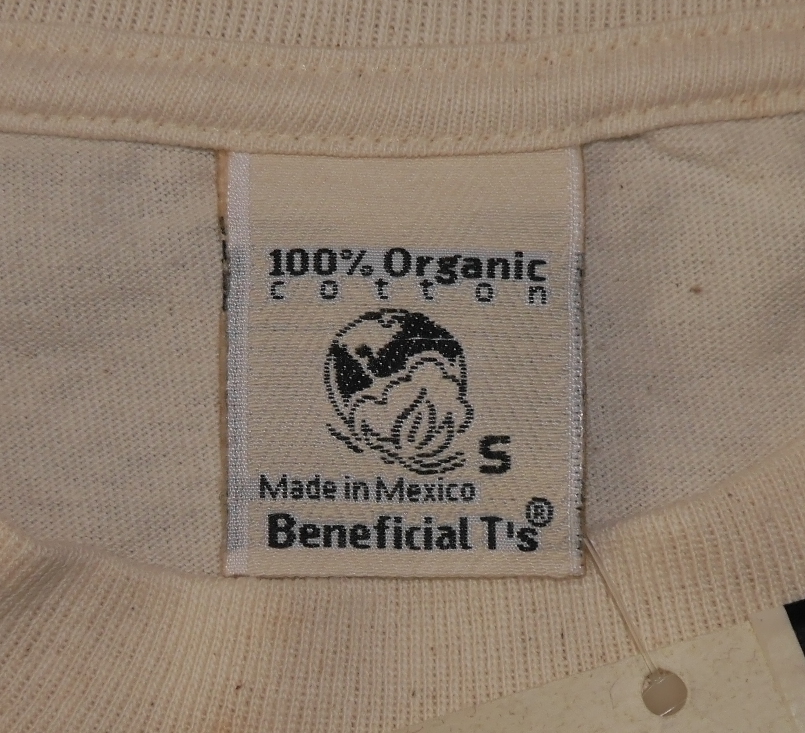 100% Organic
cotton
S
Made in Mexico
Beneficial T's®